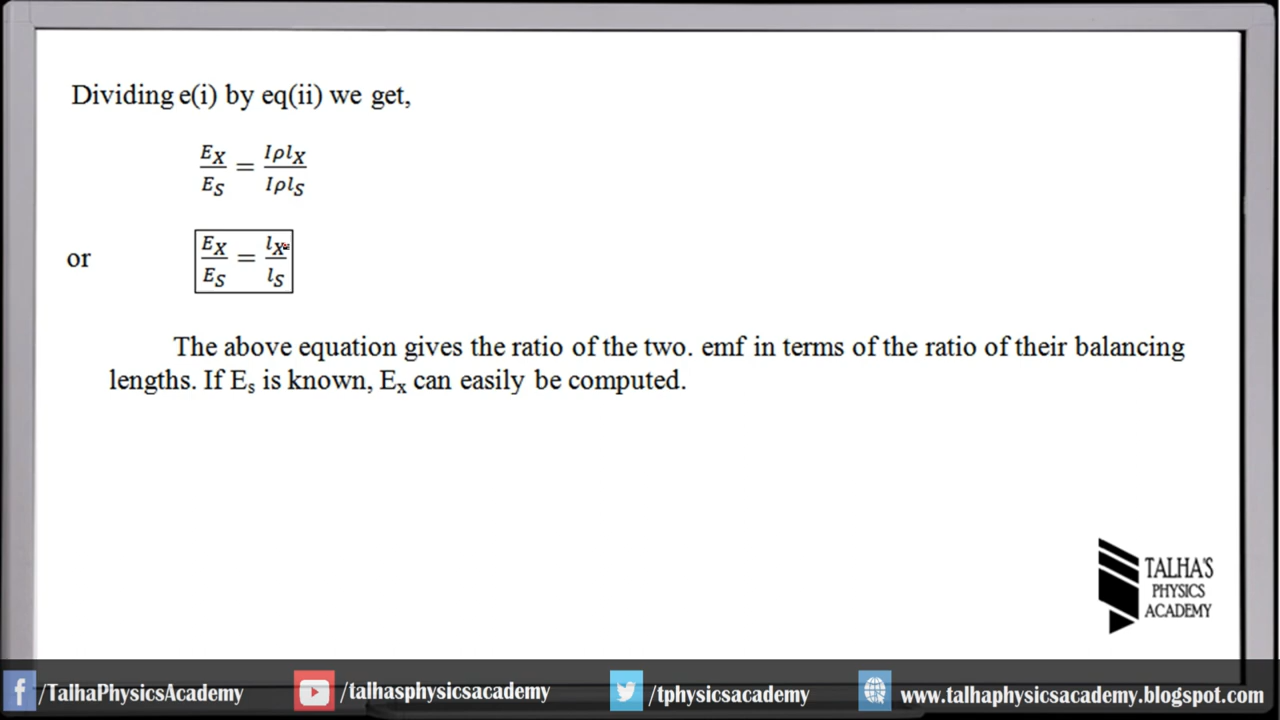 Dividing e(i) by eq(ii) we get,
E_X/E_S = Iρl_X/Iρl_S
or E_X/E_S = l_X/l_S
The above equation gives the ratio of the two. emf in terms of the ratio of their balancing
lengths. If E_s is known, E_x can easily be computed.
TALHA'S
PHYSICS
ACADEMY
/TalhaPhysicsAcademy /talhasphysicsacademy /tphysicsacademy www.talhaphysicsacademy.blogspot.com